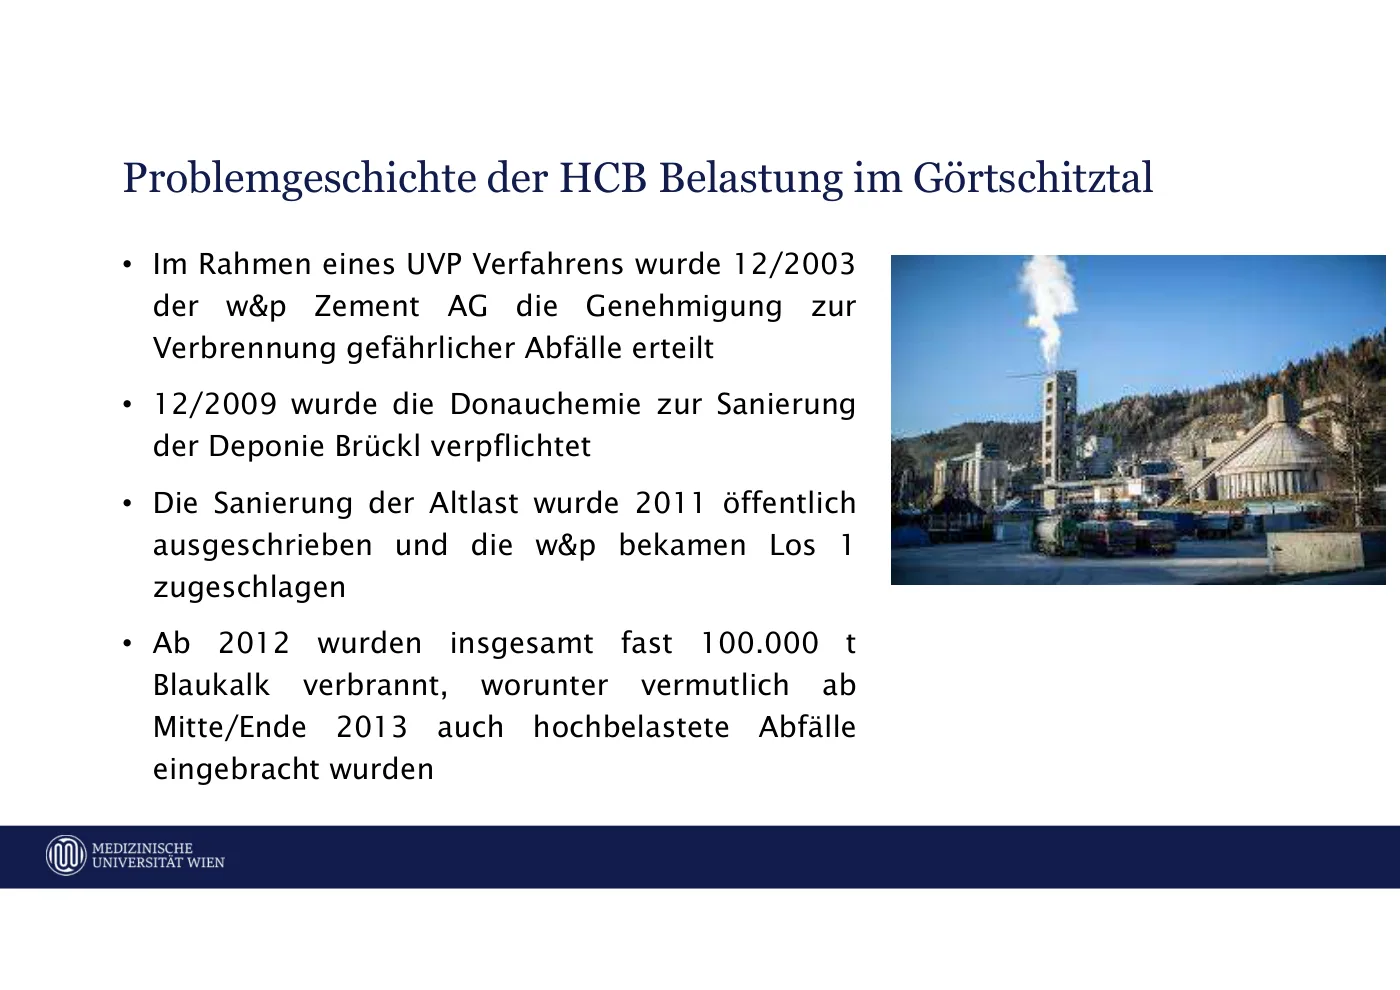 Problemgeschichte der HCB Belastung im Görtschitztal
• Im Rahmen eines UVP Verfahrens wurde 12/2003
der w&p Zement AG die Genehmigung zur
Verbrennung gefährlicher Abfälle erteilt
• 12/2009 wurde die Donauchemie zur Sanierung
der Deponie Brückl verpflichtet
• Die Sanierung der Altlast wurde 2011 öffentlich
ausgeschrieben und die w&p bekamen Los 1
zugeschlagen
• Ab 2012 wurden insgesamt fast 100.000 t
Blaukalk verbrannt, worunter vermutlich ab
Mitte/Ende 2013 auch hochbelastete Abfälle
eingebracht wurden
MEDIZINISCHE
UNIVERSITÄT WIEN